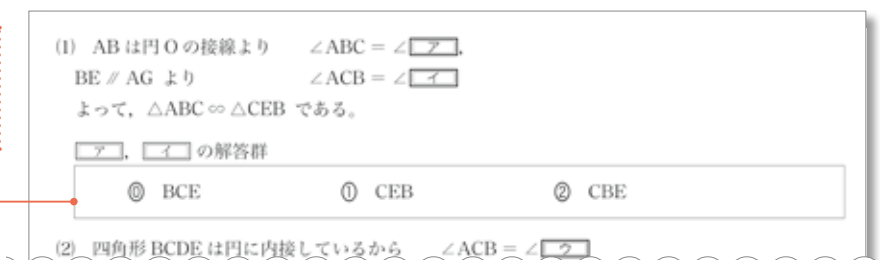 (1) ABは円Oの接線より ∠ABC = ∠ア,
BE∥AG より ∠ACB = ∠イ
よって, △ABC∽△CEB である。
ア, イ の解答群
⓪ BCE ① CEB ② CBE
(2) 四角形BCDEは円に内接しているから ∠ACB = ∠ウ